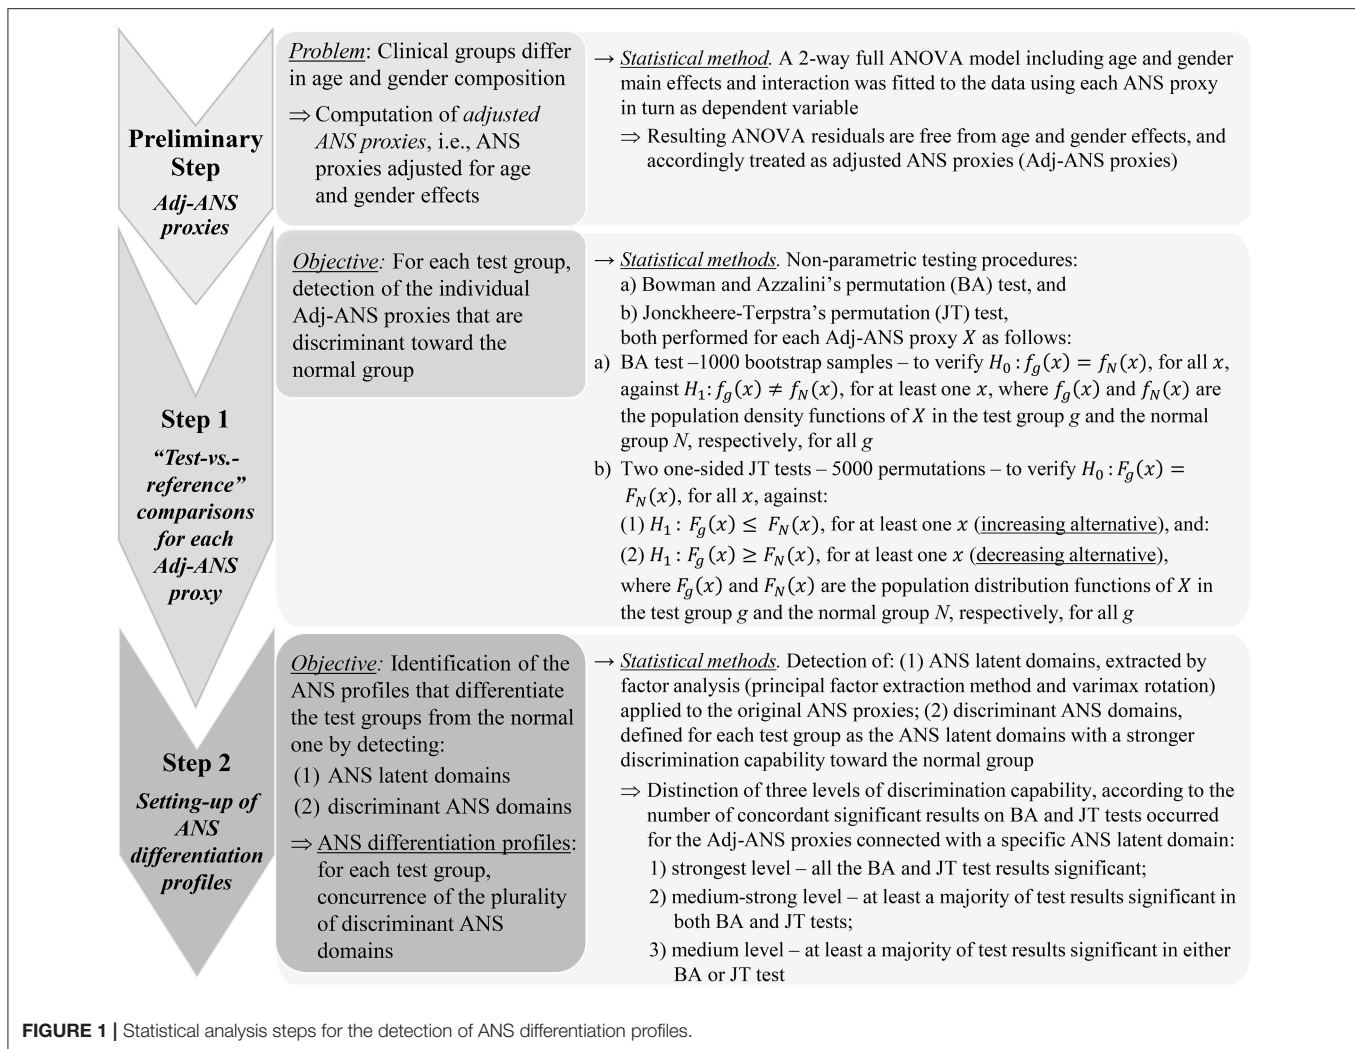 Preliminary
Step
Adj-ANS
proxies
Problem: Clinical groups differ
in age and gender composition
⇒ Computation of adjusted
ANS proxies, i.e., ANS
proxies adjusted for age
and gender effects
→ Statistical method. A 2-way full ANOVA model including age and gender
main effects and interaction was fitted to the data using each ANS proxy
in turn as dependent variable
⇒ Resulting ANOVA residuals are free from age and gender effects, and
accordingly treated as adjusted ANS proxies (Adj-ANS proxies)
Step 1
“Test-vs.-
reference”
comparisons
for each
Adj-ANS
proxy
Objective: For each test group,
detection of the individual
Adj-ANS proxies that are
discriminant toward the
normal group
→ Statistical methods. Non-parametric testing procedures:
a) Bowman and Azzalini’s permutation (BA) test, and
b) Jonckheere-Terpstra’s permutation (JT) test,
both performed for each Adj-ANS proxy X as follows:
a) BA test –1000 bootstrap samples – to verify H₀ : f_g(x) = f_N(x), for all x,
against H₁: f_g(x) ≠ f_N(x), for at least one x, where f_g(x) and f_N(x) are
the population density functions of X in the test group g and the normal
group N, respectively, for all g
b) Two one-sided JT tests – 5000 permutations – to verify H₀ : F_g(x) =
F_N(x), for all x, against:
(1) H₁ : F_g(x) ≤ F_N(x), for at least one x (increasing alternative), and:
(2) H₁ : F_g(x) ≥ F_N(x), for at least one x (decreasing alternative),
where F_g(x) and F_N(x) are the population distribution functions of X in
the test group g and the normal group N, respectively, for all g
Step 2
Setting-up of
ANS
differentiation
profiles
Objective: Identification of the
ANS profiles that differentiate
the test groups from the normal
one by detecting:
(1) ANS latent domains
(2) discriminant ANS domains
⇒ ANS differentiation profiles:
for each test group,
concurrence of the plurality
of discriminant ANS
domains
→ Statistical methods. Detection of: (1) ANS latent domains, extracted by
factor analysis (principal factor extraction method and varimax rotation)
applied to the original ANS proxies; (2) discriminant ANS domains,
defined for each test group as the ANS latent domains with a stronger
discrimination capability toward the normal group
⇒ Distinction of three levels of discrimination capability, according to the
number of concordant significant results on BA and JT tests occurred
for the Adj-ANS proxies connected with a specific ANS latent domain:
1) strongest level – all the BA and JT test results significant;
2) medium-strong level – at least a majority of test results significant in
both BA and JT tests;
3) medium level – at least a majority of test results significant in either
BA or JT test
FIGURE 1 | Statistical analysis steps for the detection of ANS differentiation profiles.